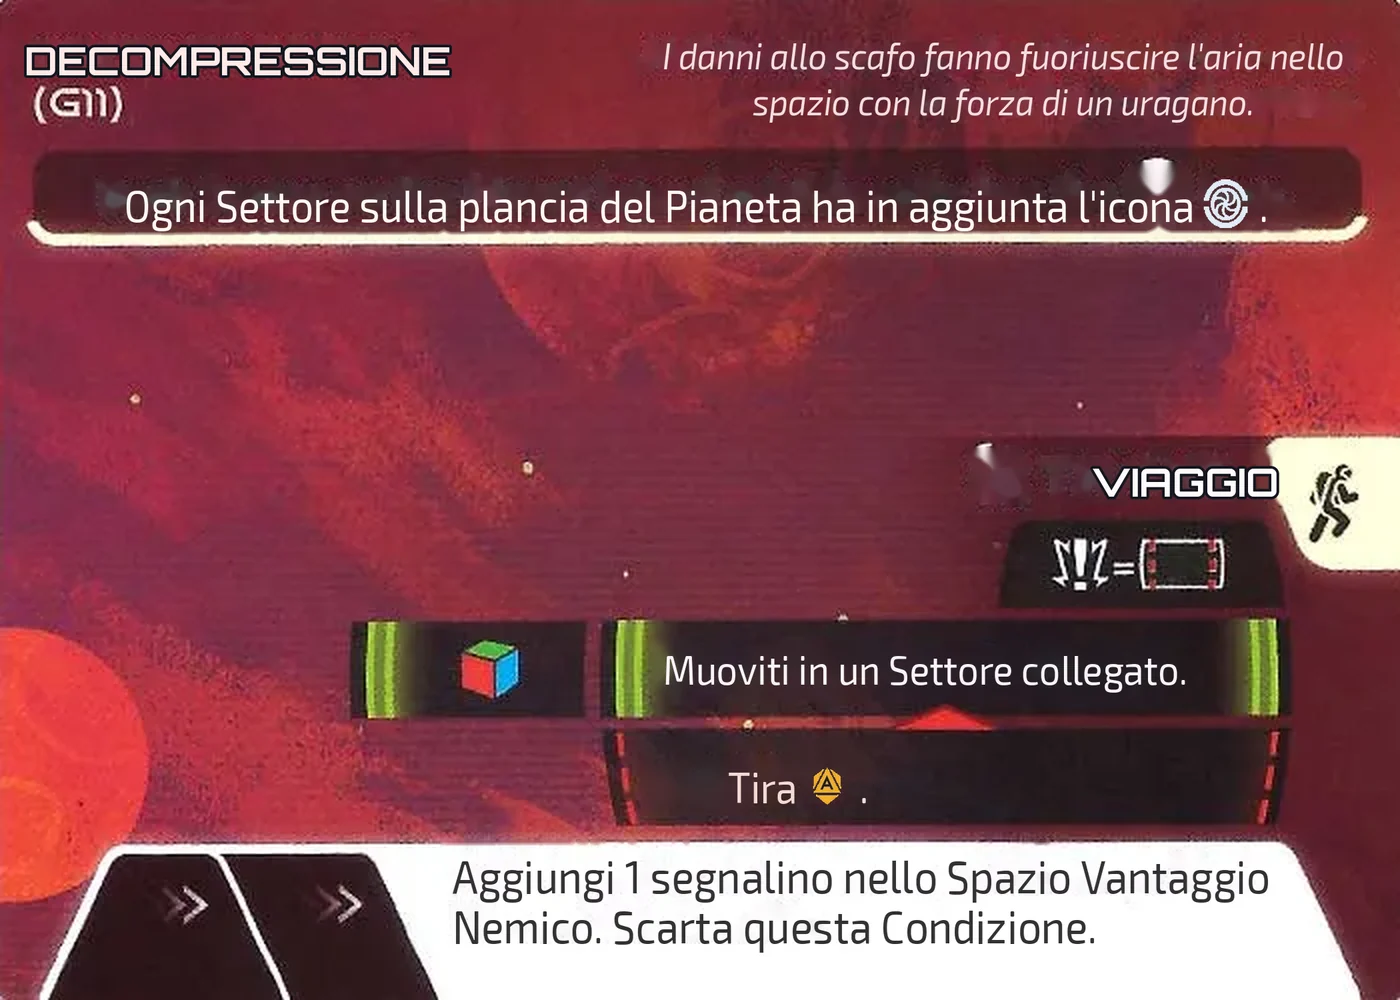 DECOMPRESSIONE
(G11)
I danni allo scafo fanno fuoriuscire l'aria nello
spazio con la forza di un uragano.
Ogni Settore sulla plancia del Pianeta ha in aggiunta l'icona .
VIAGGIO
!=
Muoviti in un Settore collegato.
Tira A .
Aggiungi 1 segnalino nello Spazio Vantaggio
Nemico. Scarta questa Condizione.